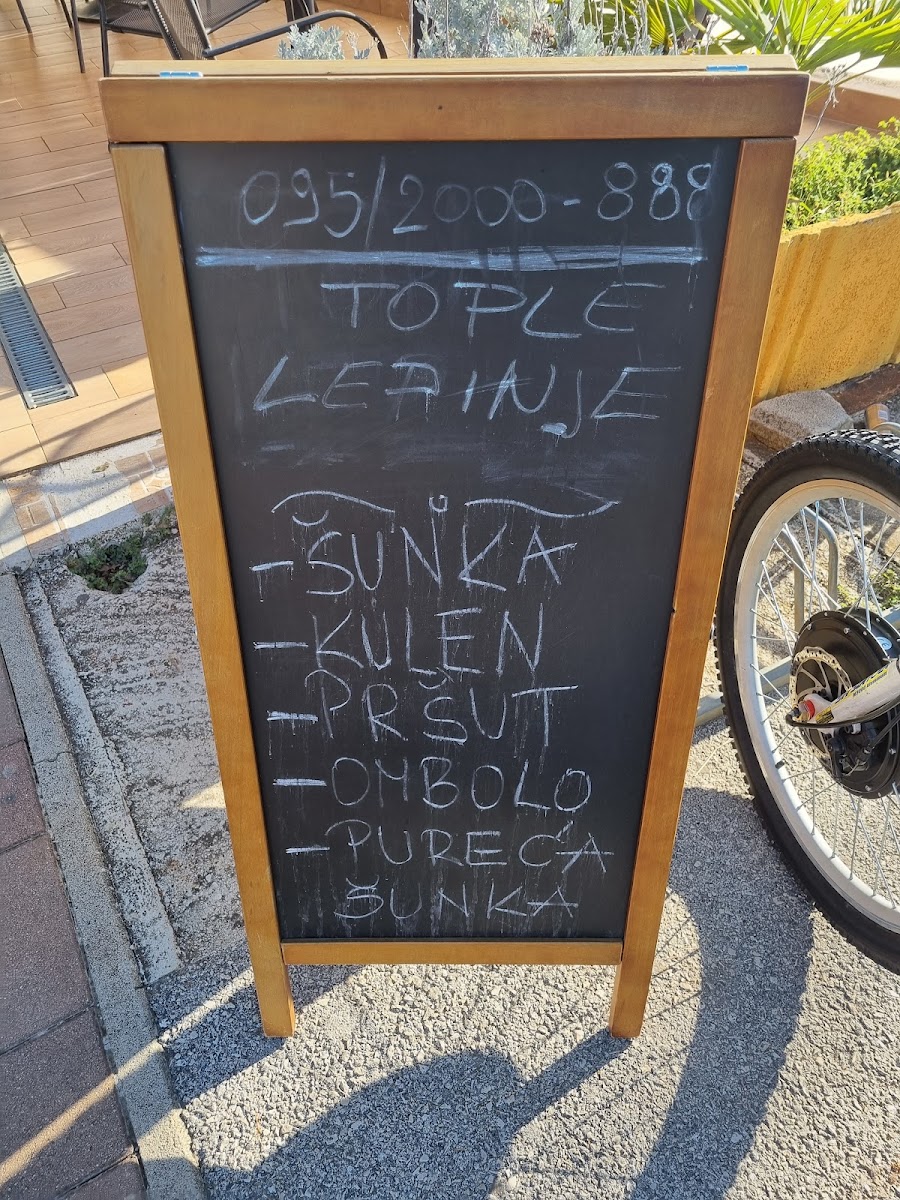 095/2000-888
TOPLE
LEPINJE
-ŠUNKA
-KULEN
-PRŠUT
-OMBOLO
-PUREĆA
ŠUNKA